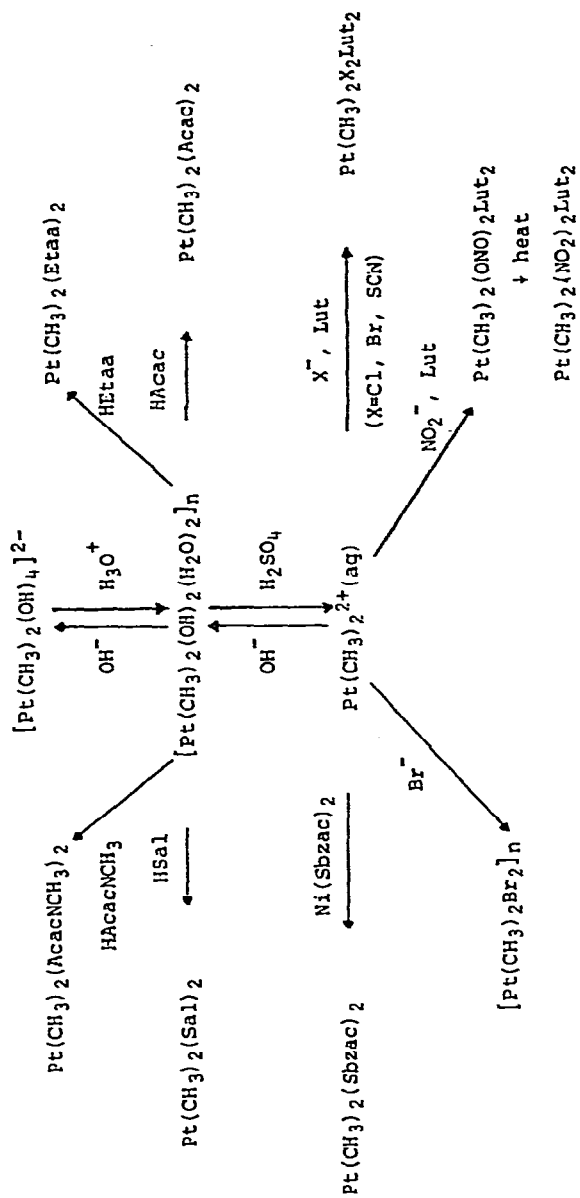 [Pt(CH3)2(OH)4]2-
OH-
H3O+
Pt(CH3)2(AcacNCH3)2
HAcacNCH3
Pt(CH3)2(Etaa)2
HEtaa
[Pt(CH3)2(OH)2(H2O)2]n
HSal
Pt(CH3)2(Sal)2
HAcac
Pt(CH3)2(Acac)2
OH-
H2SO4
Pt(CH3)2 2+(aq)
Ni(Sbzac)2
Pt(CH3)2(Sbzac)2
X-, Lut
(X=Cl, Br, SCN)
Pt(CH3)2X2Lut2
Br-
[Pt(CH3)2Br2]n
NO2-, Lut
Pt(CH3)2(ONO)2Lut2
+ heat
Pt(CH3)2(NO2)2Lut2